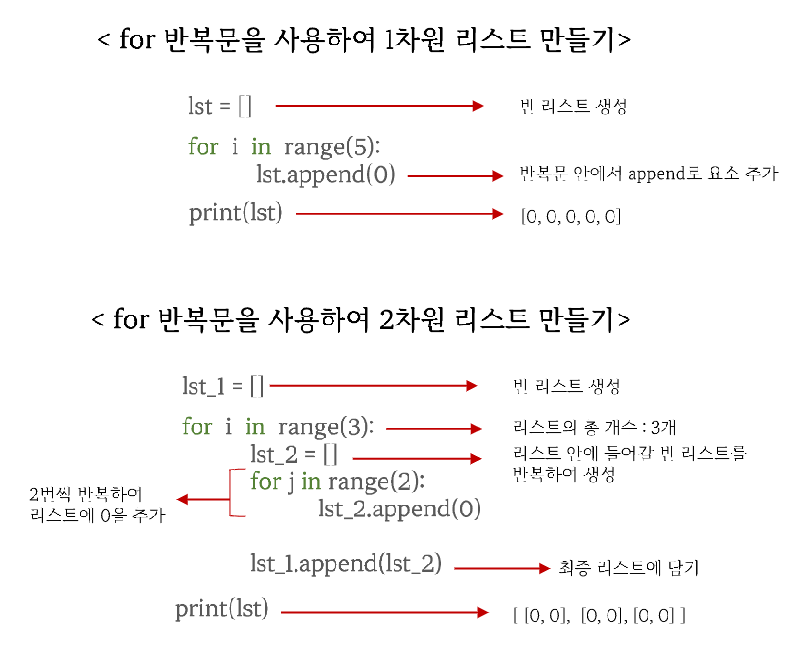 < for 반복문을 사용하여 1차원 리스트 만들기>
lst = [] 빈 리스트 생성
for i in range(5):
lst.append(0) 반복문 안에서 append로 요소 추가
print(lst) [0, 0, 0, 0, 0]
< for 반복문을 사용하여 2차원 리스트 만들기>
lst_1 = [] 빈 리스트 생성
for i in range(3): 리스트의 총 개수 : 3개
lst_2 = [] 리스트 안에 들어갈 빈 리스트를
반복하여 생성
for j in range(2):
lst_2.append(0)
2번씩 반복하여
리스트에 0을 추가
lst_1.append(lst_2) 최종 리스트에 담기
print(lst) [ [0, 0], [0, 0], [0, 0] ]